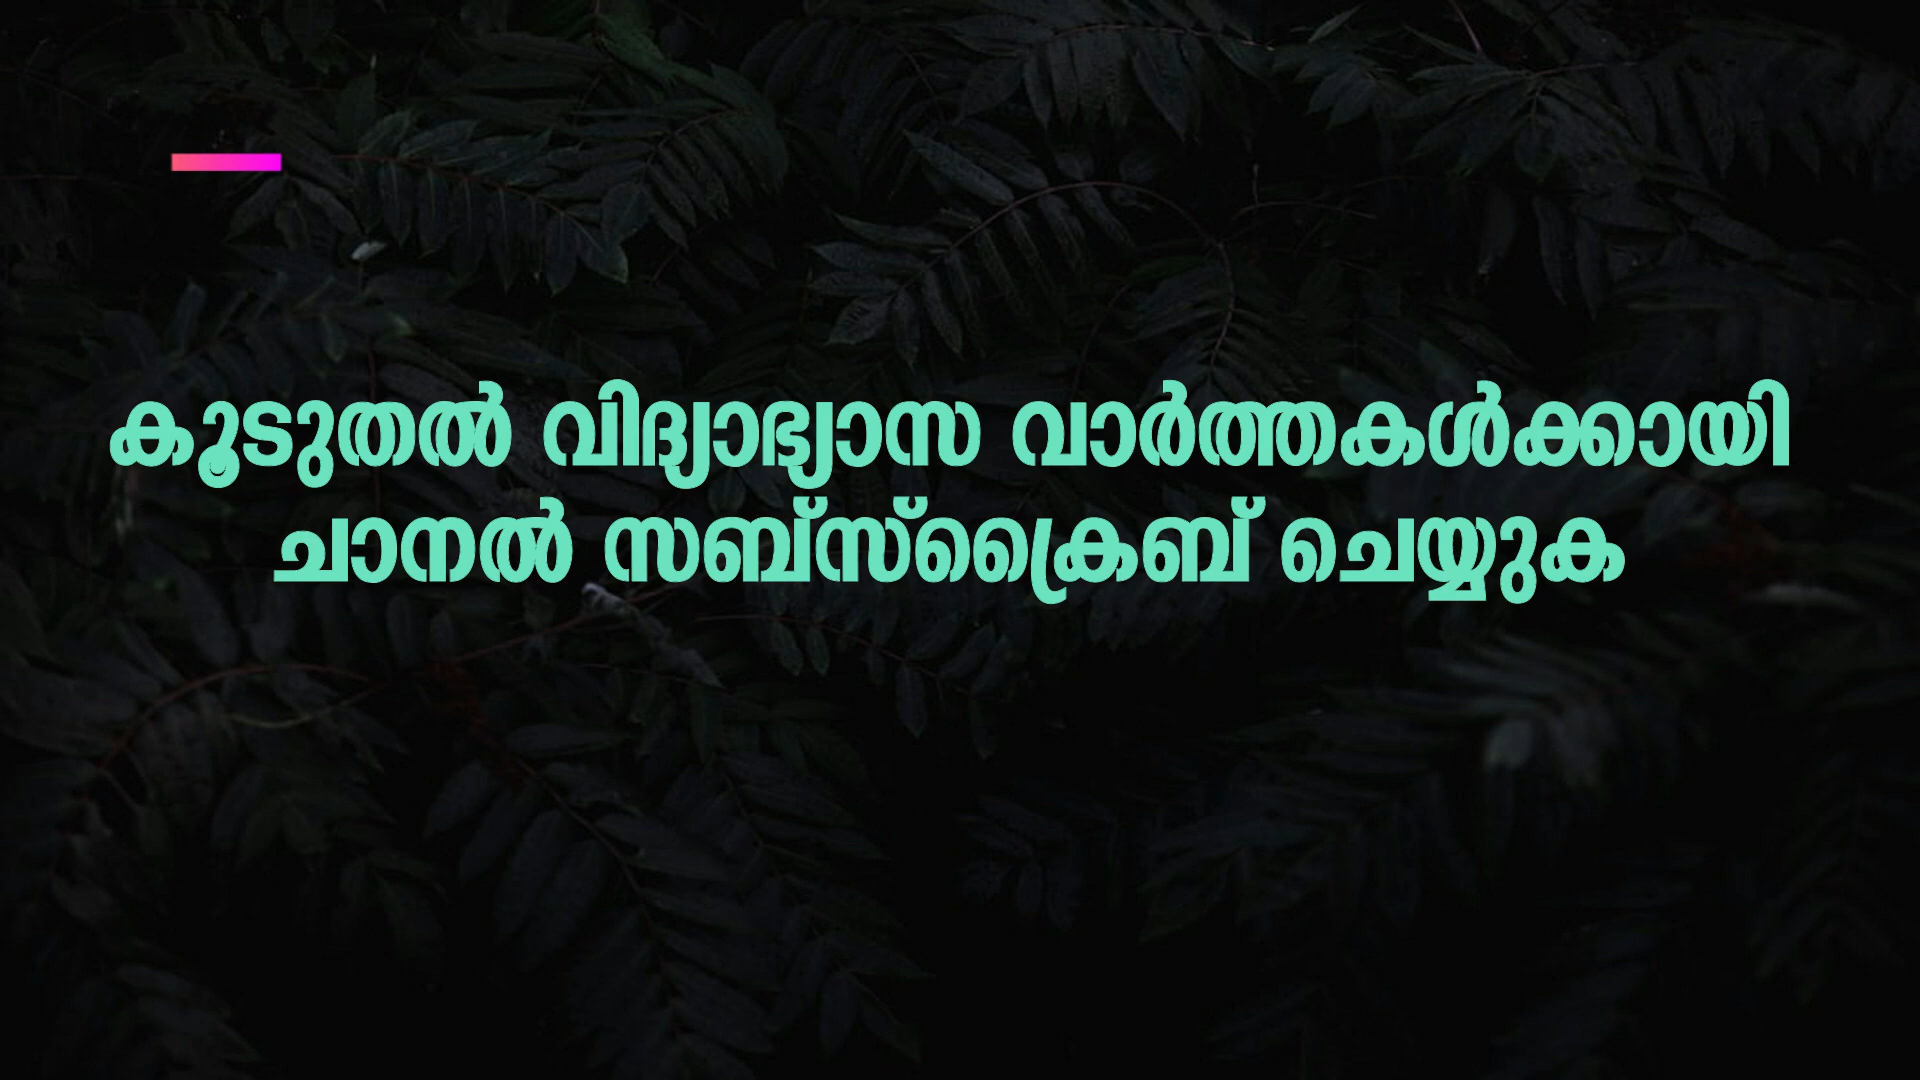 കൂടുതൽ വിദ്യാഭ്യാസ വാർത്തകൾക്കായി
ചാനൽ സബ്സ്ക്രൈബ് ചെയ്യുക